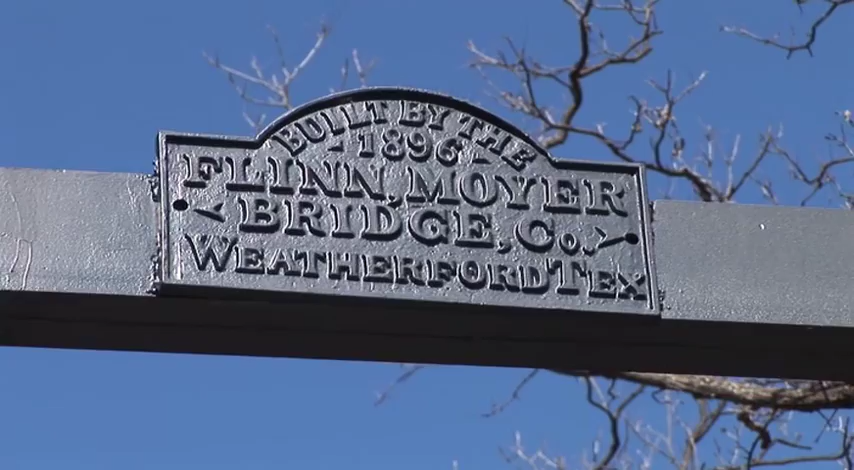 BUILT BY THE
1896
FLINN, MOYER
BRIDGE, CO.
WEATHERFORD TEX